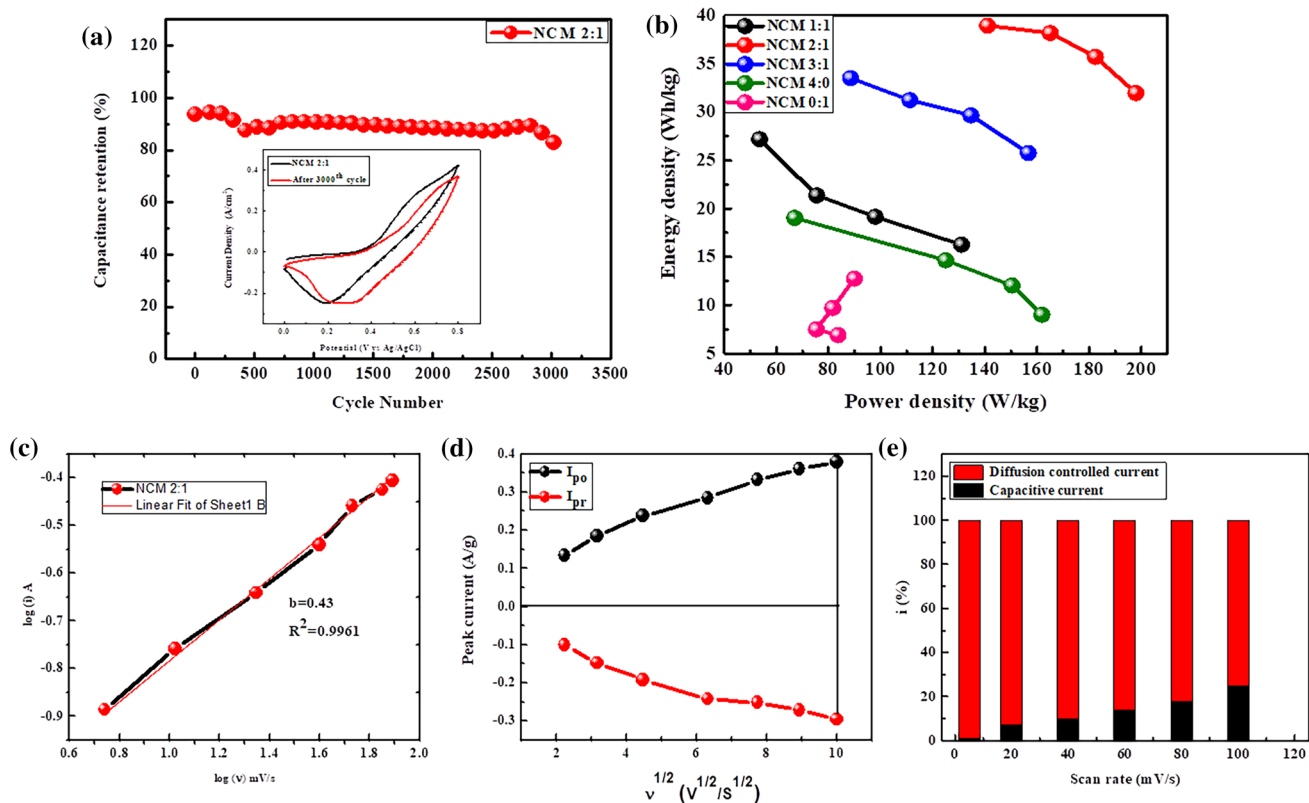 (a)
NCM 2:1
Capacitance retention (%)
120
100
80
60
40
20
0
0 500 1000 1500 2000 2500 3000 3500
Cycle Number
NCM 2:1
After 3000th cycle
Current Density (A/cm2)
0.4
0.2
0.0
-0.2
0.0 0.2 0.4 0.6 0.8
Potential (V vs Ag/AgCl)
(b)
NCM 1:1
NCM 2:1
NCM 3:1
NCM 4:0
NCM 0:1
Energy density (Wh/kg)
40
35
30
25
20
15
10
5
40 60 80 100 120 140 160 180 200
Power density (W/kg)
(c)
NCM 2:1
Linear Fit of Sheet1 B
log (i) A
-0.4
-0.5
-0.6
-0.7
-0.8
-0.9
b=0.43
R2=0.9961
0.6 0.8 1.0 1.2 1.4 1.6 1.8 2.0
log (ν) mV/s
(d)
Ipo
Ipr
Peak current (A/g)
0.4
0.3
0.2
0.1
0.0
-0.1
-0.2
-0.3
2 4 6 8 10
ν1/2 (V1/2/S1/2)
(e)
Diffusion controlled current
Capacitive current
i (%)
120
100
80
60
40
20
0
0 20 40 60 80 100 120
Scan rate (mV/s)